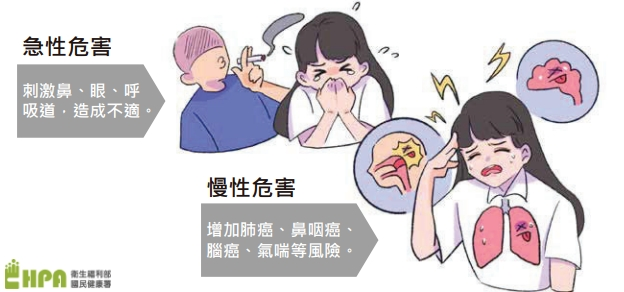 急性危害
刺激鼻、眼、呼
吸道，造成不適。
慢性危害
增加肺癌、鼻咽癌、
腦癌、氣喘等風險。
HPA 衛生福利部
國民健康署